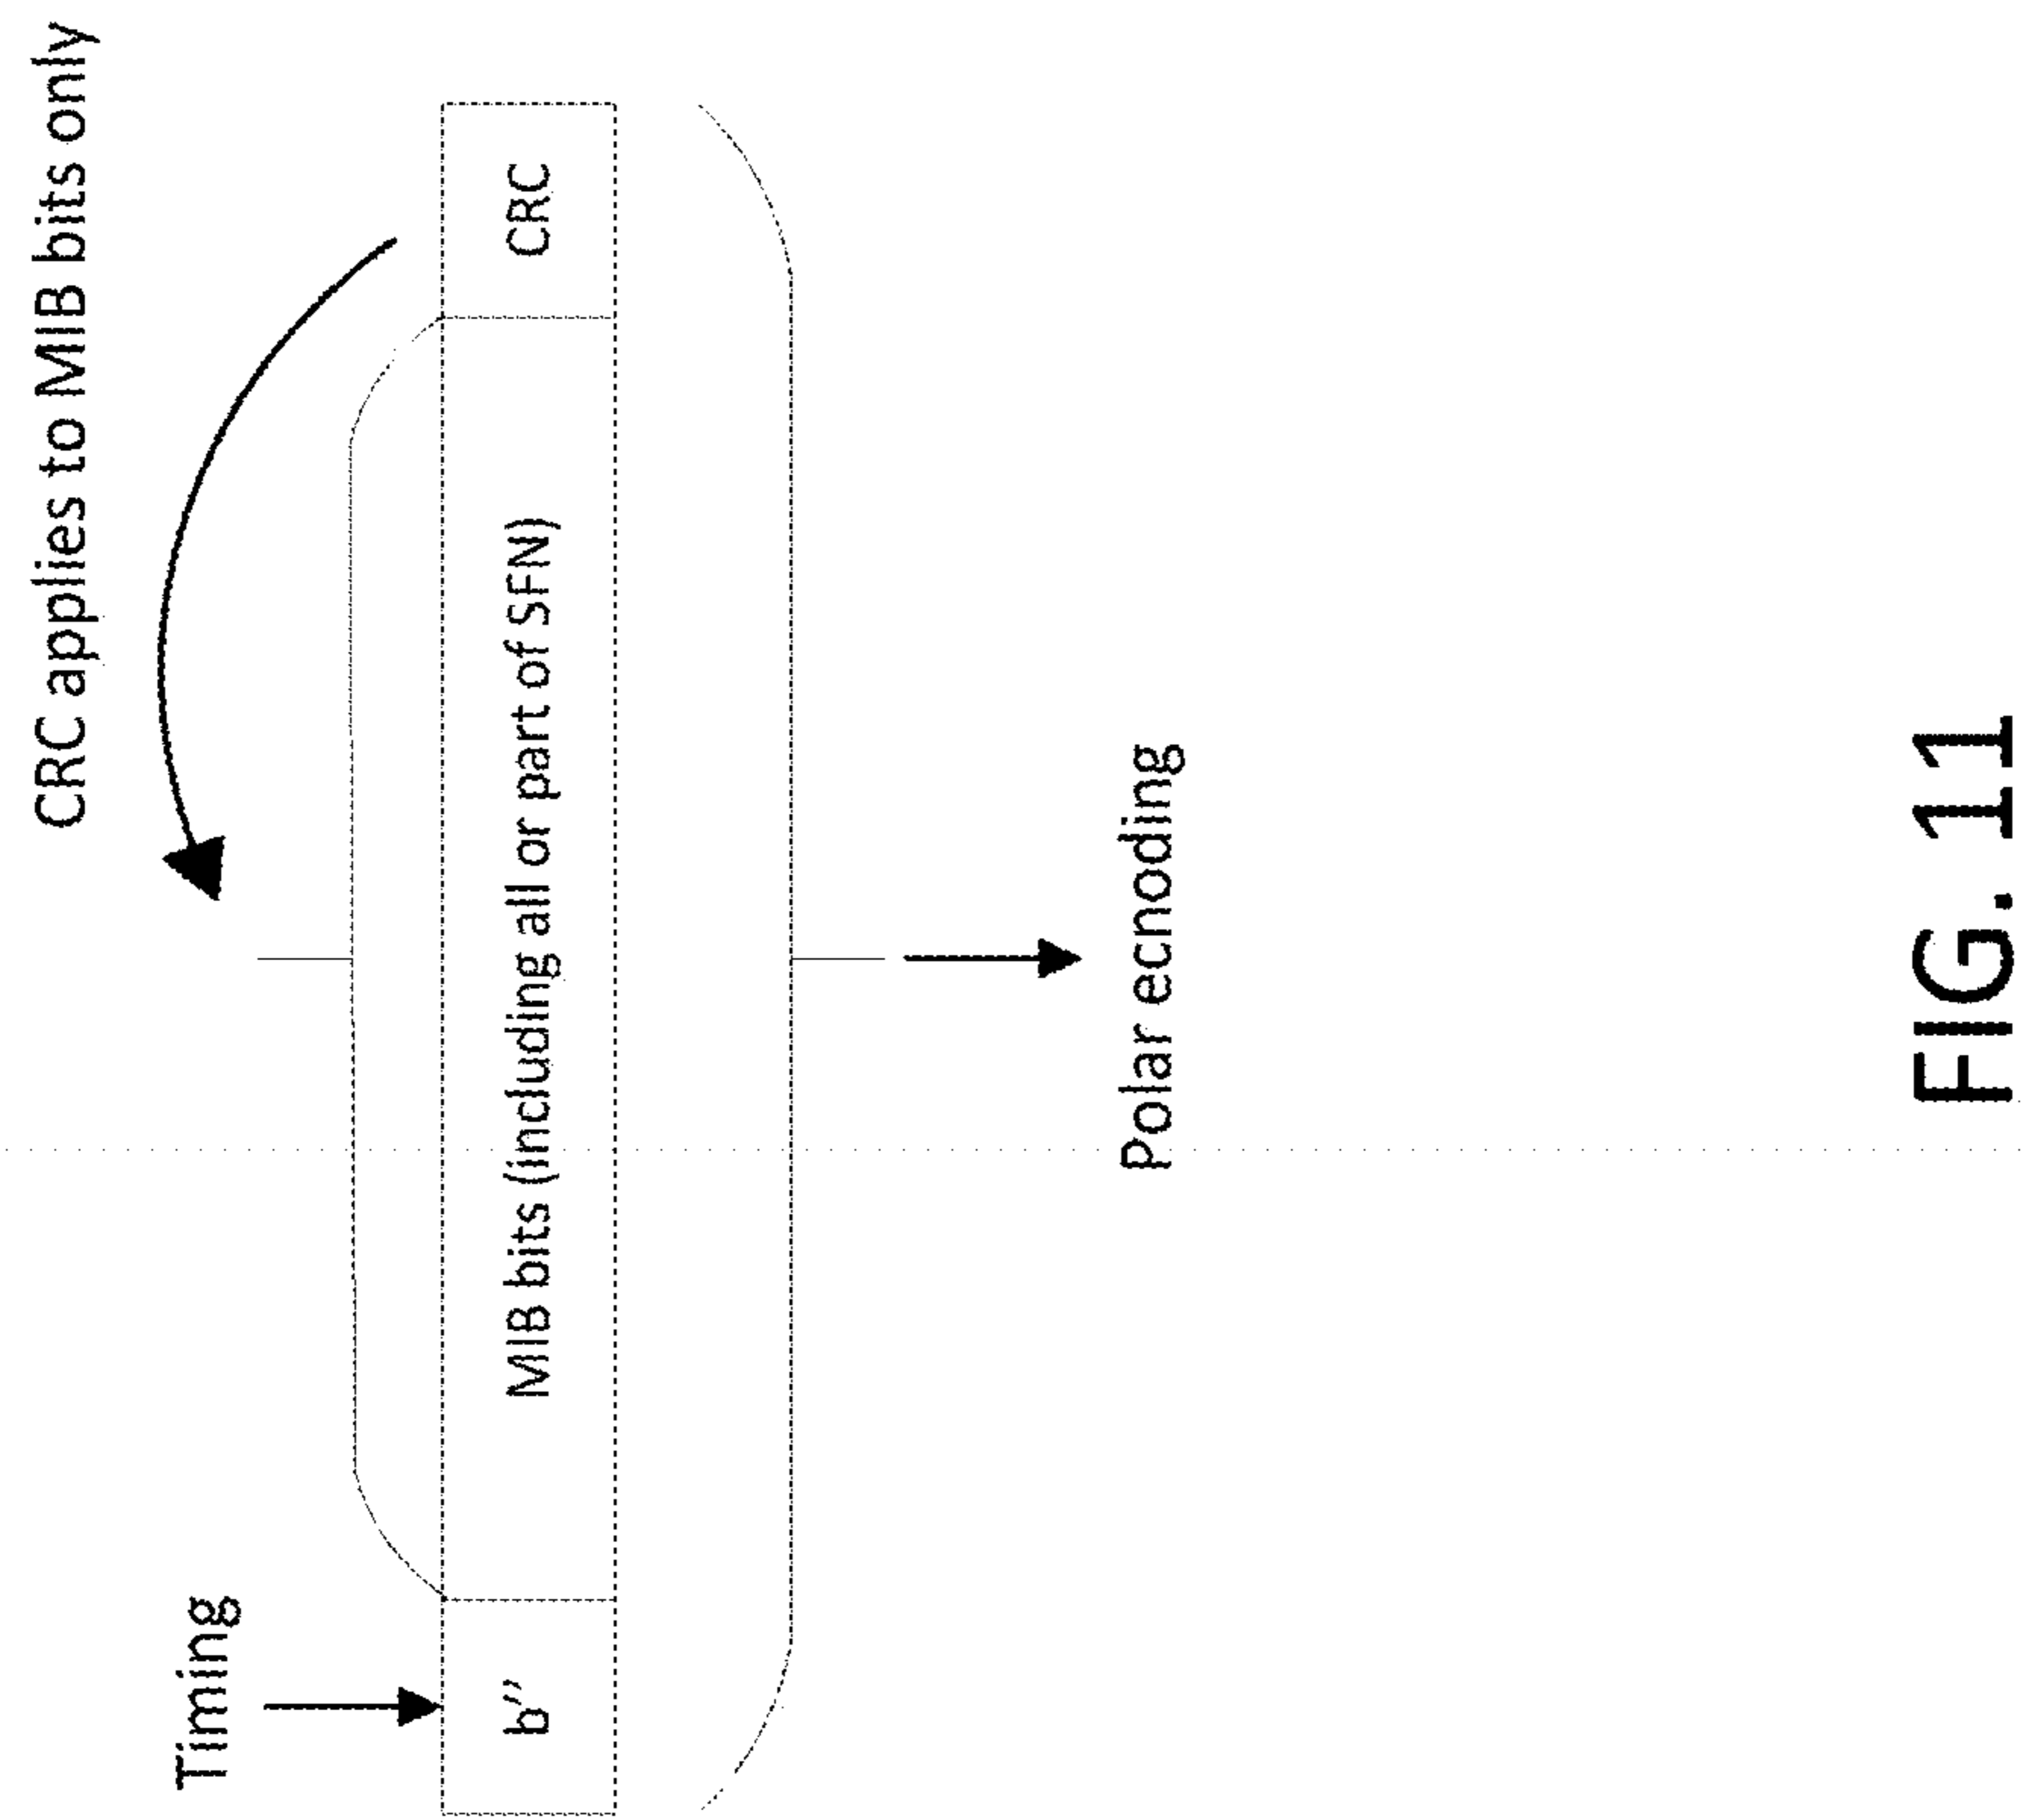 CRC applies to MIB bits only
Timing
b′′
MIB bits (including all or part of SFN)
CRC
Polar ecnoding
FIG. 11